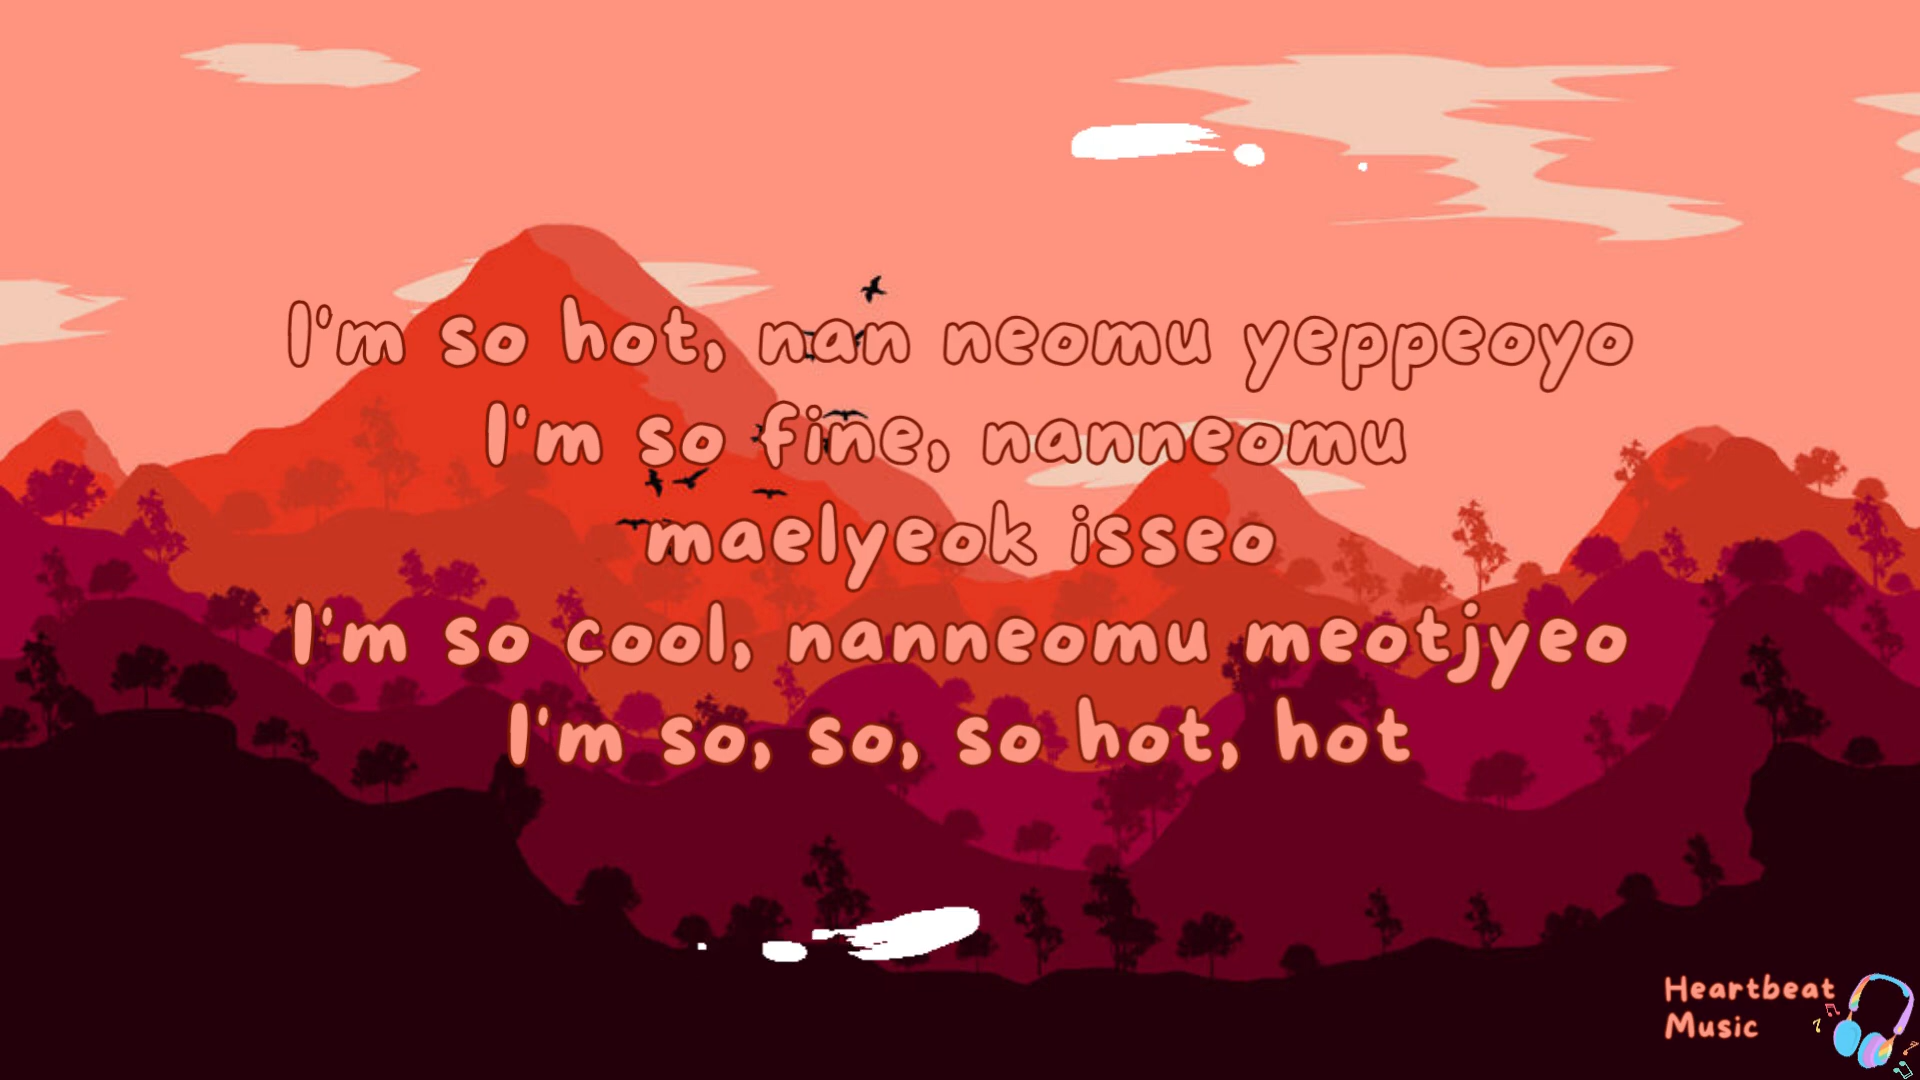 I'm so hot, nan neomu yeppeoyo
I'm so fine, nanneomu
maelyeok isseo
I'm so cool, nanneomu meotjyeo
I'm so, so, so hot, hot
Heartbeat
Music